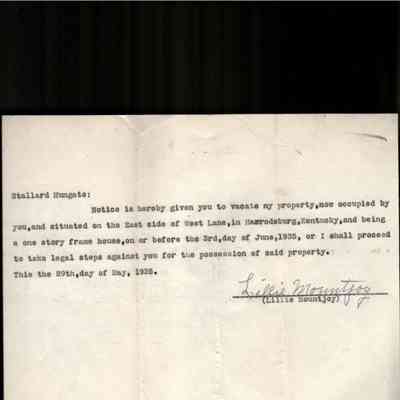 Stallard Hungate:
Notice is hereby given you to vacate my property,now occupied by
you,and situated on the East side of West Lane,in Harrodsburg,Kentucky,and being
a one story frame house,on or before the 3rd,day of June,1935, or I shall proceed
to take legal steps against you for the possession of said property.
This the 29th,day of May, 1935.
Lillie Mountjoy
(Lillie Mountjoy)